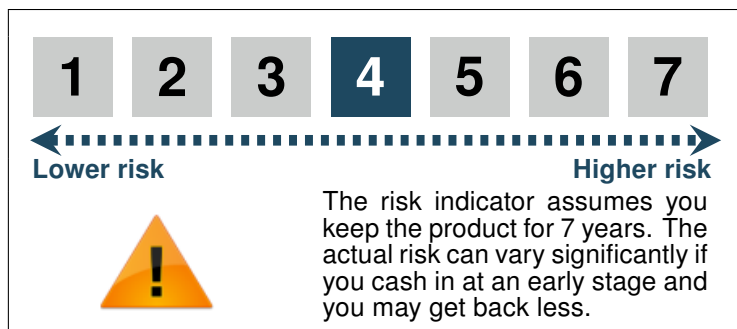 1 2 3 4 5 6 7
Lower risk Higher risk
The risk indicator assumes you
keep the product for 7 years. The
actual risk can vary significantly if
you cash in at an early stage and
you may get back less.
!